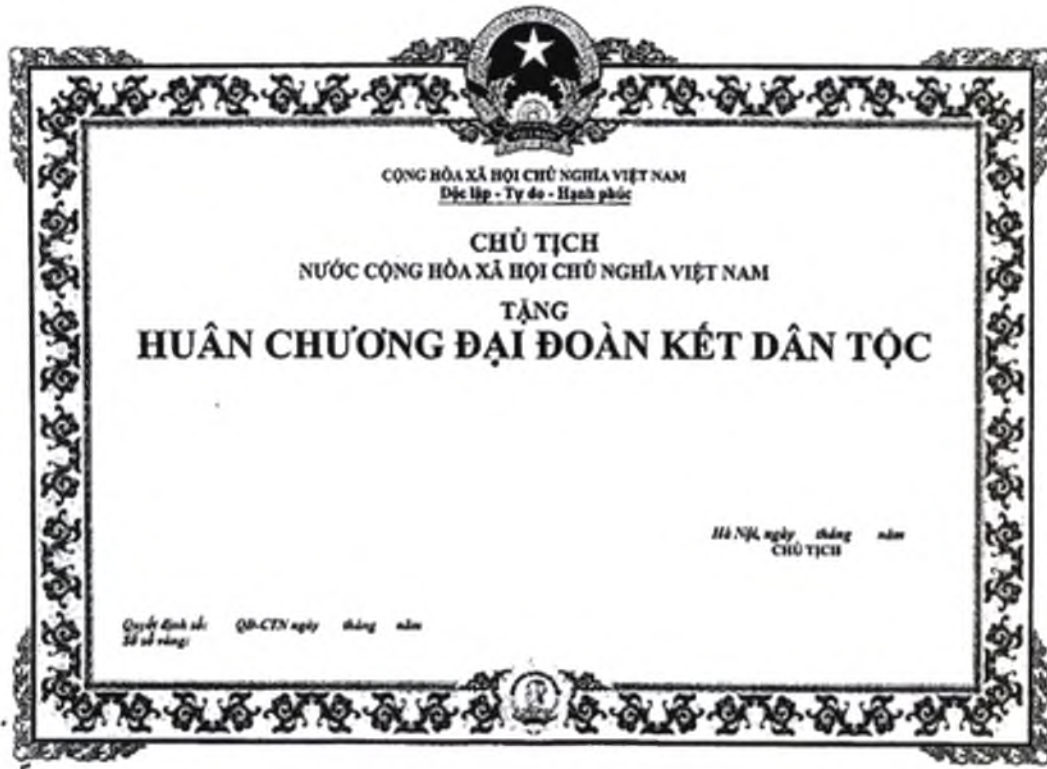 CỘNG HÒA XÃ HỘI CHỦ NGHĨA VIỆT NAM
Độc lập - Tự do - Hạnh phúc
CHỦ TỊCH
NƯỚC CỘNG HÒA XÃ HỘI CHỦ NGHĨA VIỆT NAM
TẶNG
HUÂN CHƯƠNG ĐẠI ĐOÀN KẾT DÂN TỘC
Hà Nội, ngày tháng năm
CHỦ TỊCH
Quyết định số: QĐ-CTN ngày tháng năm
Số sổ vàng: